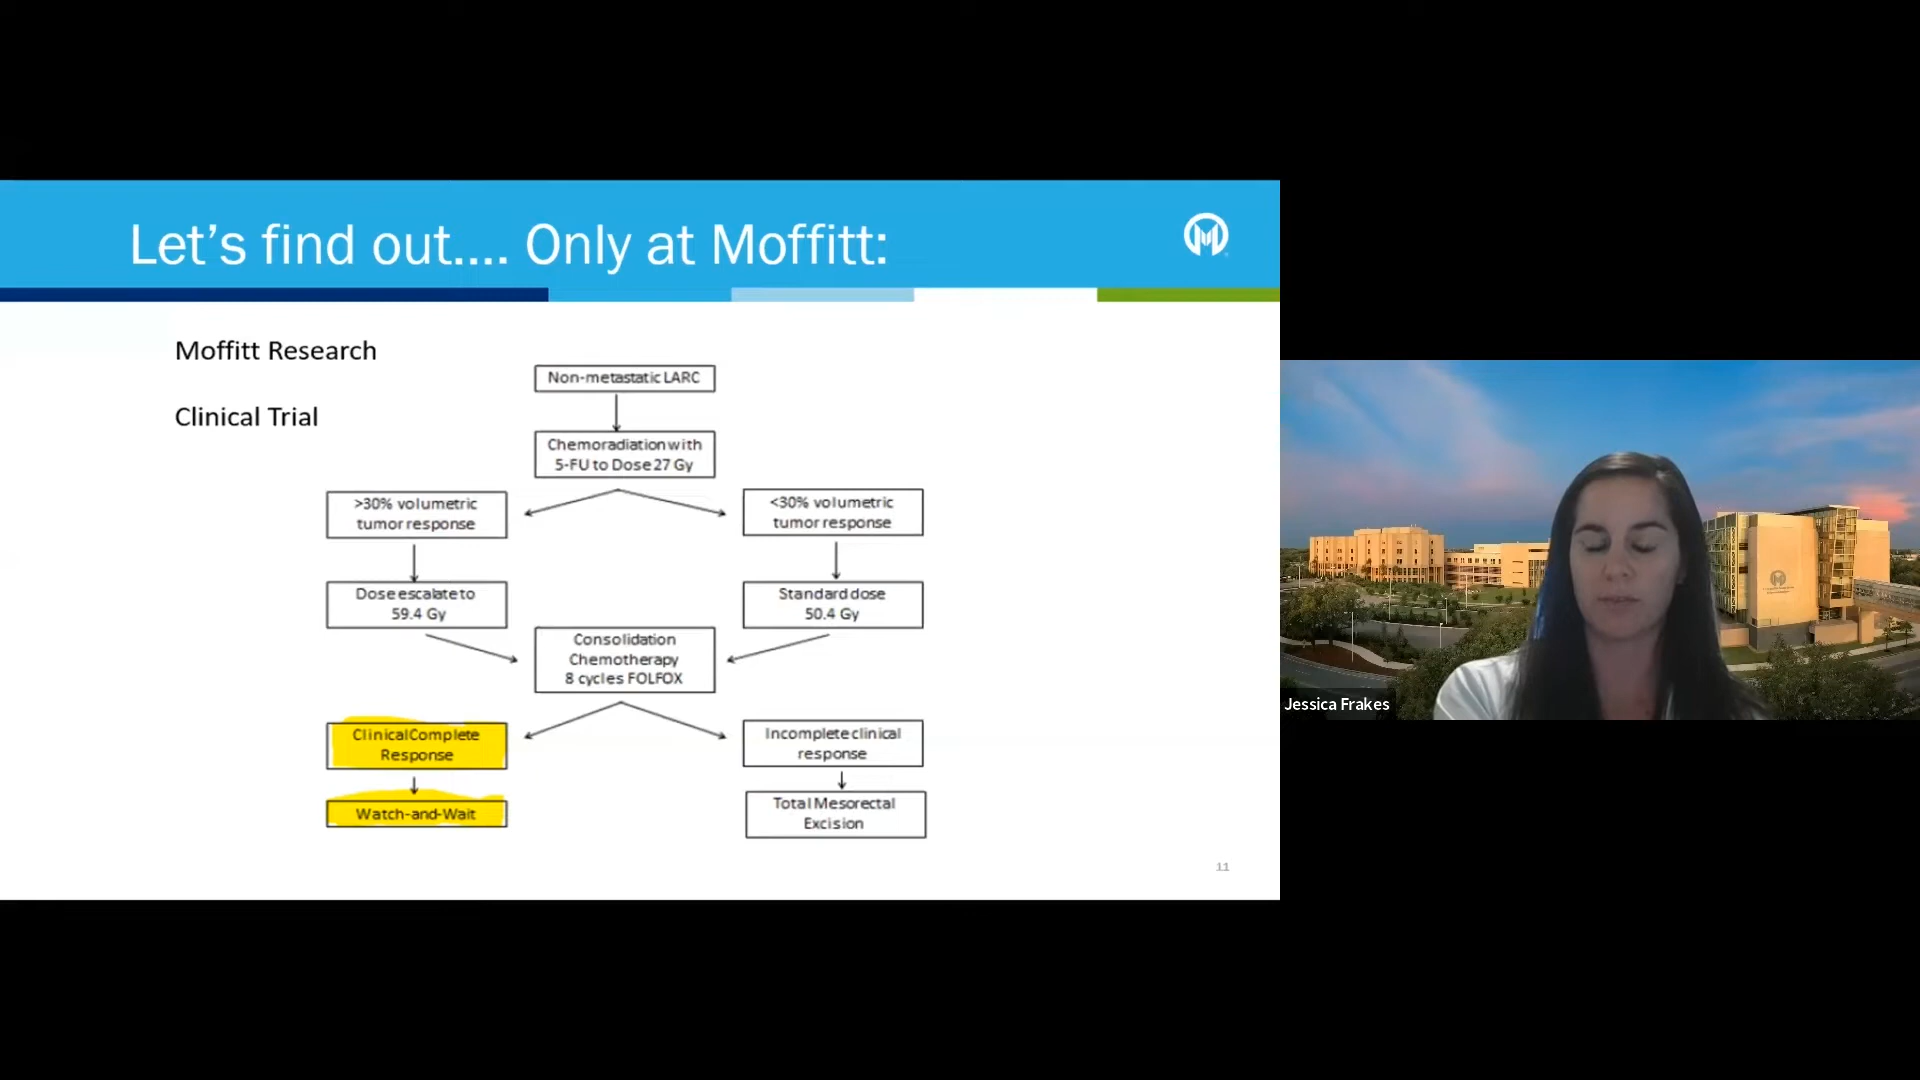 Let's find out.... Only at Moffitt:
Moffitt Research
Clinical Trial
Non-metastatic LARC
Chemoradiation with
5-FU to Dose 27 Gy
>30% volumetric
tumor response
<30% volumetric
tumor response
Dose escalate to
59.4 Gy
Standard dose
50.4 Gy
Consolidation
Chemotherapy
8 cycles FOLFOX
Clinical Complete
Response
Incomplete clinical
response
Watch-and-Wait
Total Mesorectal
Excision
11
Jessica Frakes